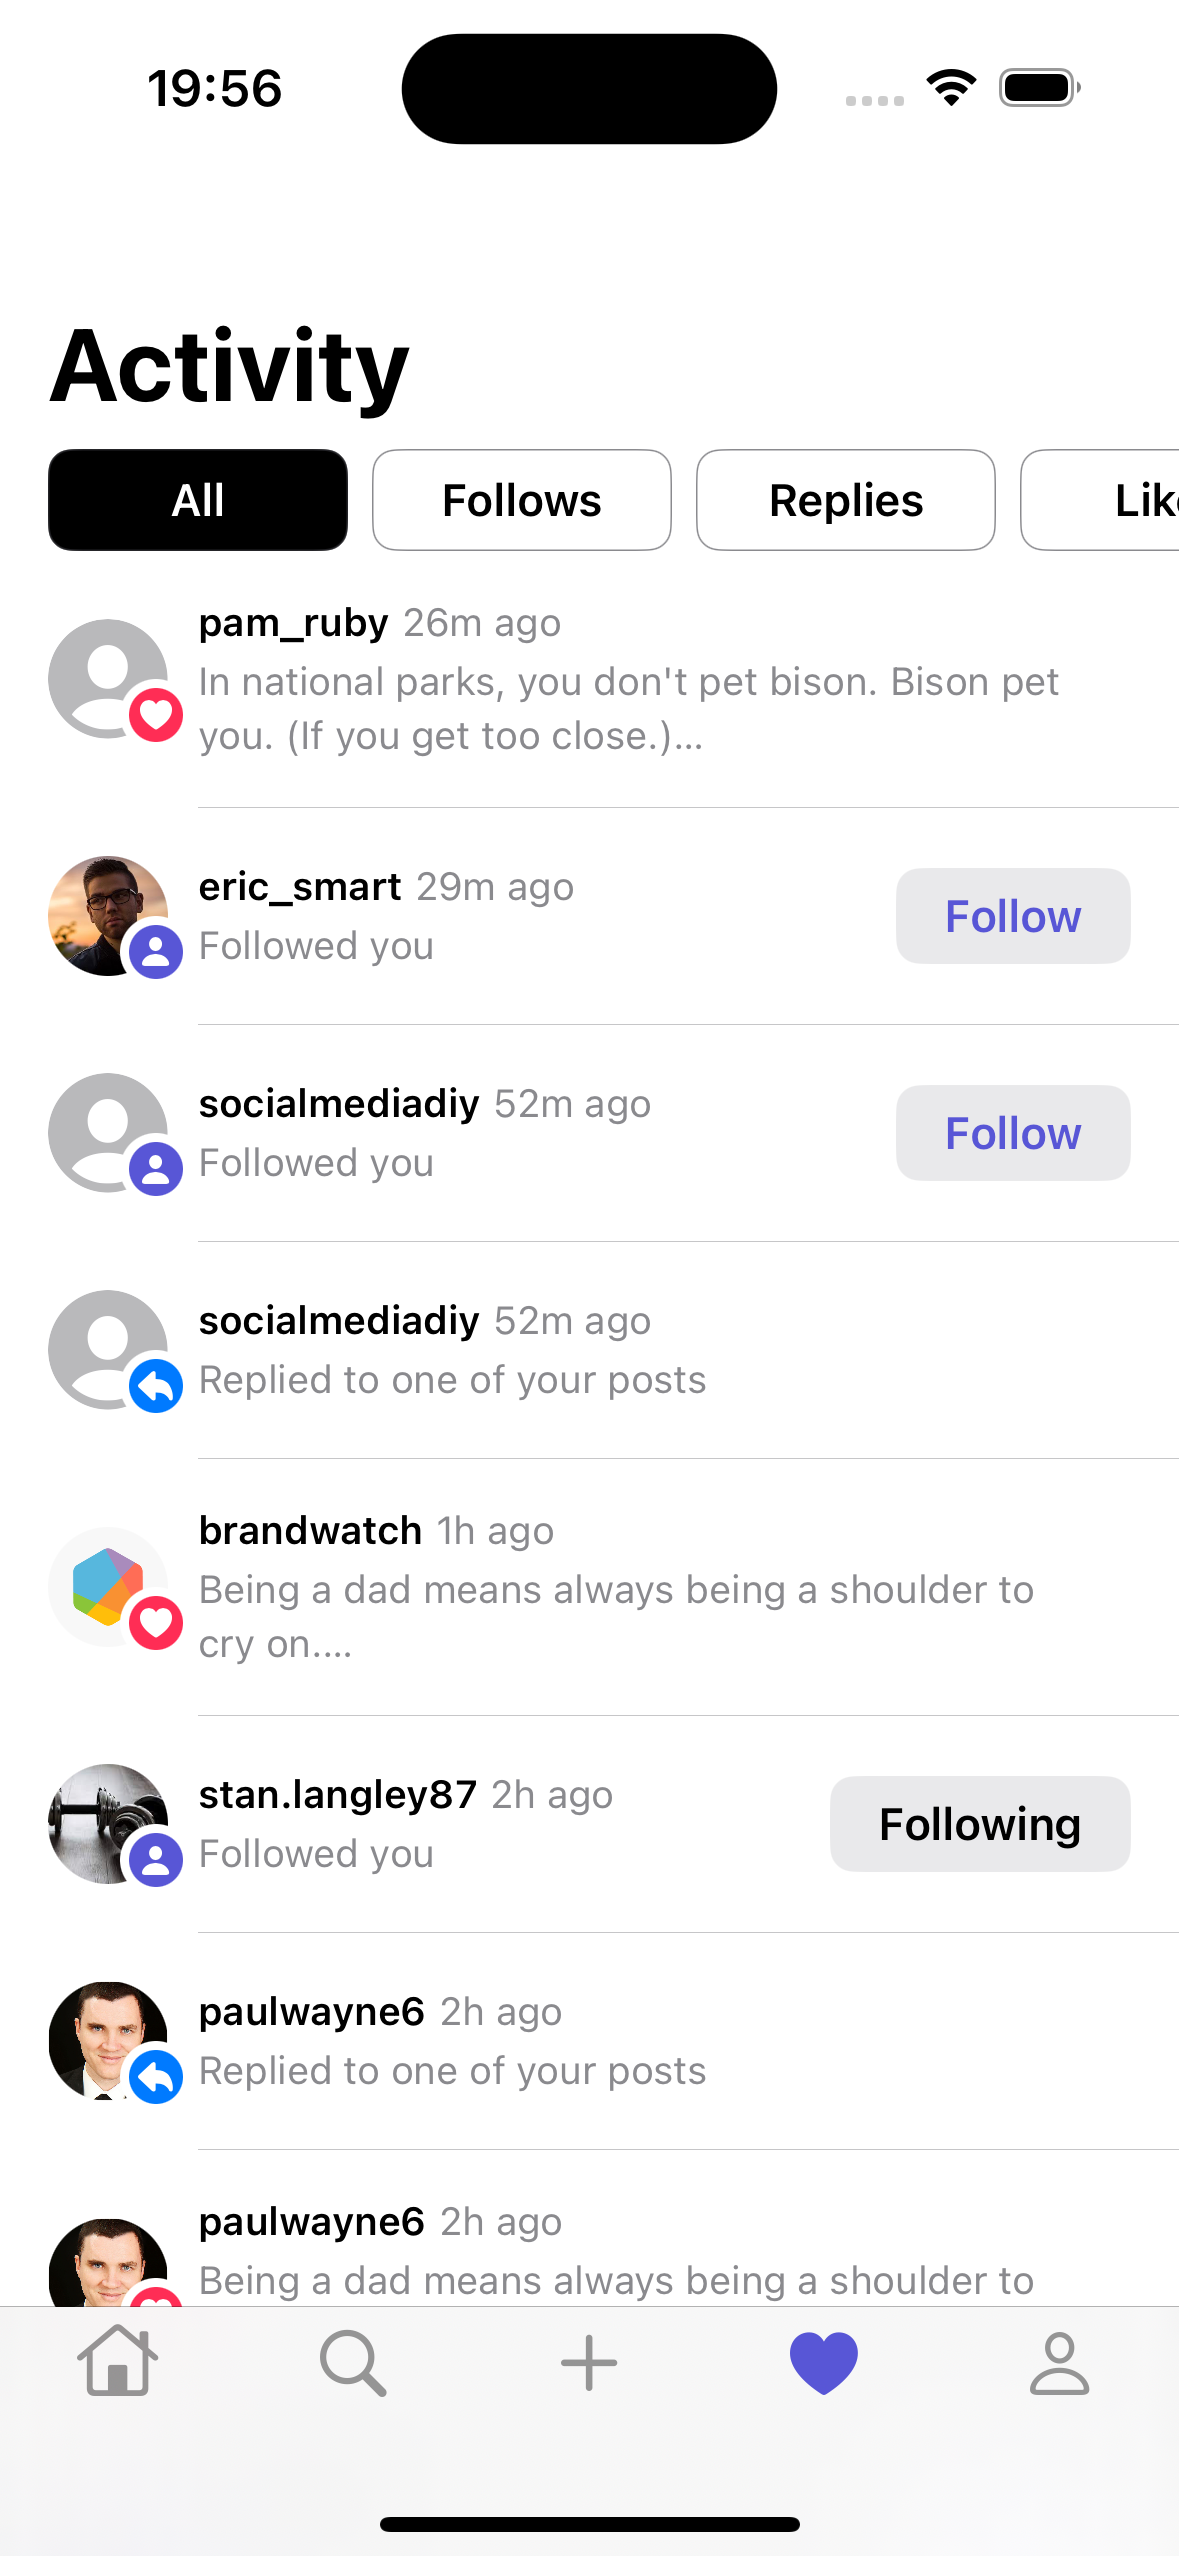 19:56
Activity
All
Follows
Replies
Lik
pam_ruby 26m ago
In national parks, you don't pet bison. Bison pet
you. (If you get too close.)...
eric_smart 29m ago
Followed you
Follow
socialmediadiy 52m ago
Followed you
Follow
socialmediadiy 52m ago
Replied to one of your posts
brandwatch 1h ago
Being a dad means always being a shoulder to
cry on....
stan.langley87 2h ago
Followed you
Following
paulwayne6 2h ago
Replied to one of your posts
paulwayne6 2h ago
Being a dad means always being a shoulder to